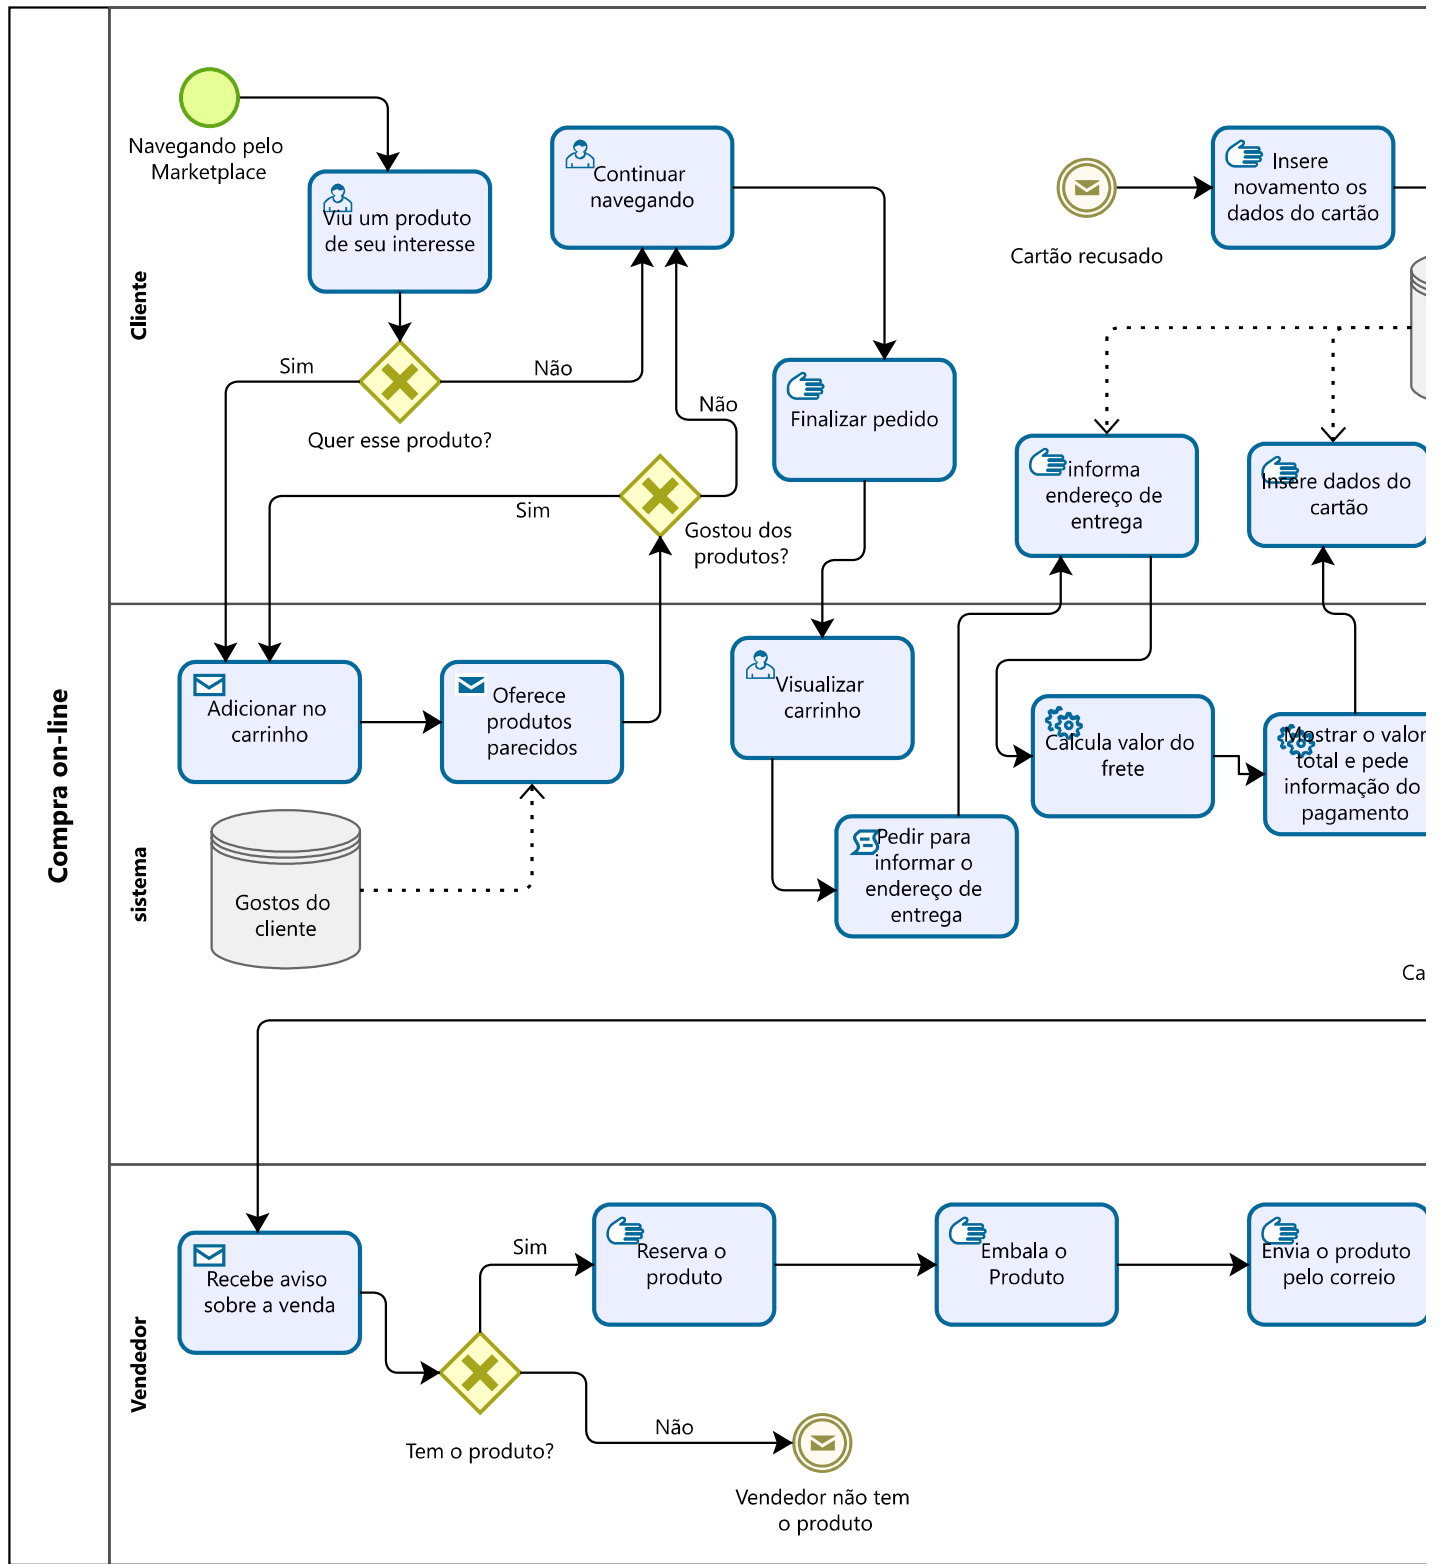 Compra on-line
Cliente
Navegando pelo
Marketplace
Viu um produto
de seu interesse
Continuar
navegando
Cartão recusado
Insere
novamento os
dados do cartão
Sim
Não
Quer esse produto?
Não
Sim
Gostou dos
produtos?
Finalizar pedido
informa
endereço de
entrega
Insere dados do
cartão
sistema
Adicionar no
carrinho
Oferece
produtos
parecidos
Gostos do
cliente
Visualizar
carrinho
Pedir para
informar o
endereço de
entrega
Calcula valor do
frete
Mostrar o valor
total e pede
informação do
pagamento
Ca
Vendedor
Recebe aviso
sobre a venda
Sim
Tem o produto?
Não
Reserva o
produto
Embala o
Produto
Envia o produto
pelo correio
Vendedor não tem
o produto